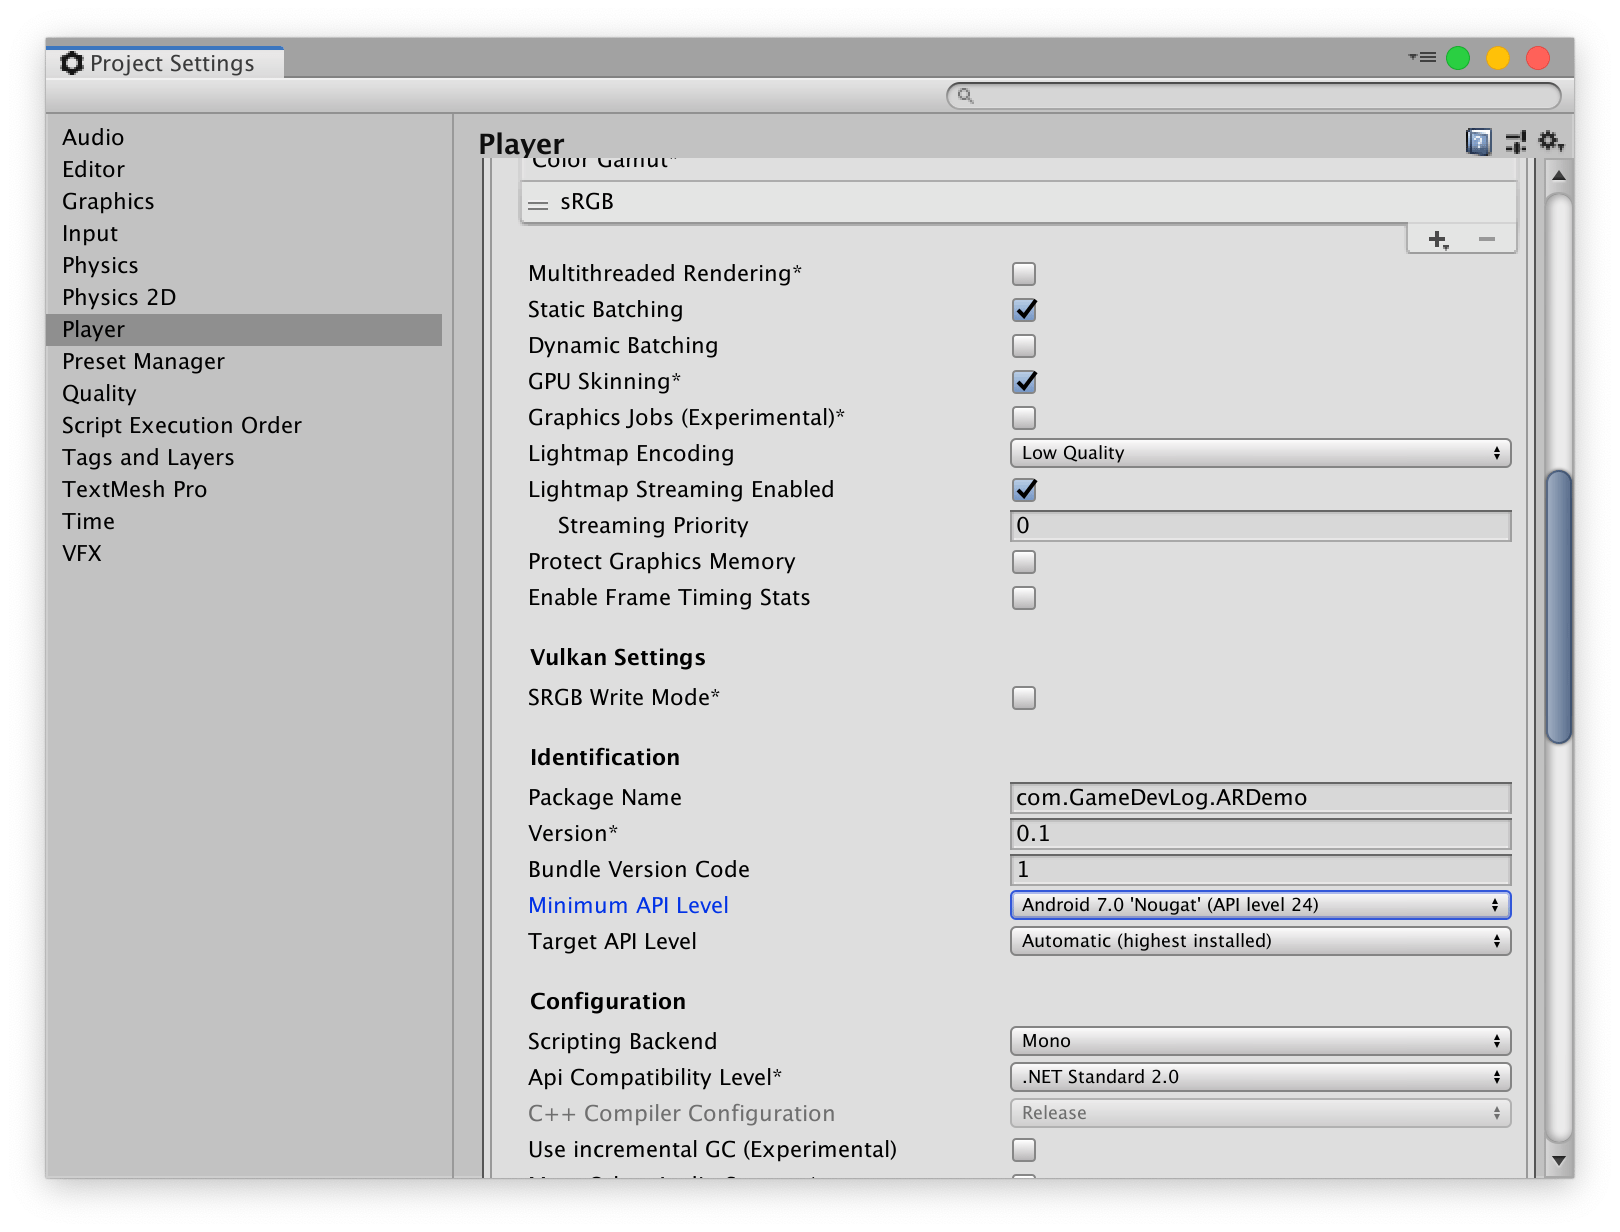 Project Settings
Audio
Editor
Graphics
Input
Physics
Physics 2D
Player
Preset Manager
Quality
Script Execution Order
Tags and Layers
TextMesh Pro
Time
VFX
Player
Color Gamut*
sRGB
Multithreaded Rendering*
Static Batching
Dynamic Batching
GPU Skinning*
Graphics Jobs (Experimental)*
Lightmap Encoding Low Quality
Lightmap Streaming Enabled
Streaming Priority 0
Protect Graphics Memory
Enable Frame Timing Stats
Vulkan Settings
SRGB Write Mode*
Identification
Package Name com.GameDevLog.ARDemo
Version* 0.1
Bundle Version Code 1
Minimum API Level Android 7.0 'Nougat' (API level 24)
Target API Level Automatic (highest installed)
Configuration
Scripting Backend Mono
Api Compatibility Level* .NET Standard 2.0
C++ Compiler Configuration Release
Use incremental GC (Experimental)